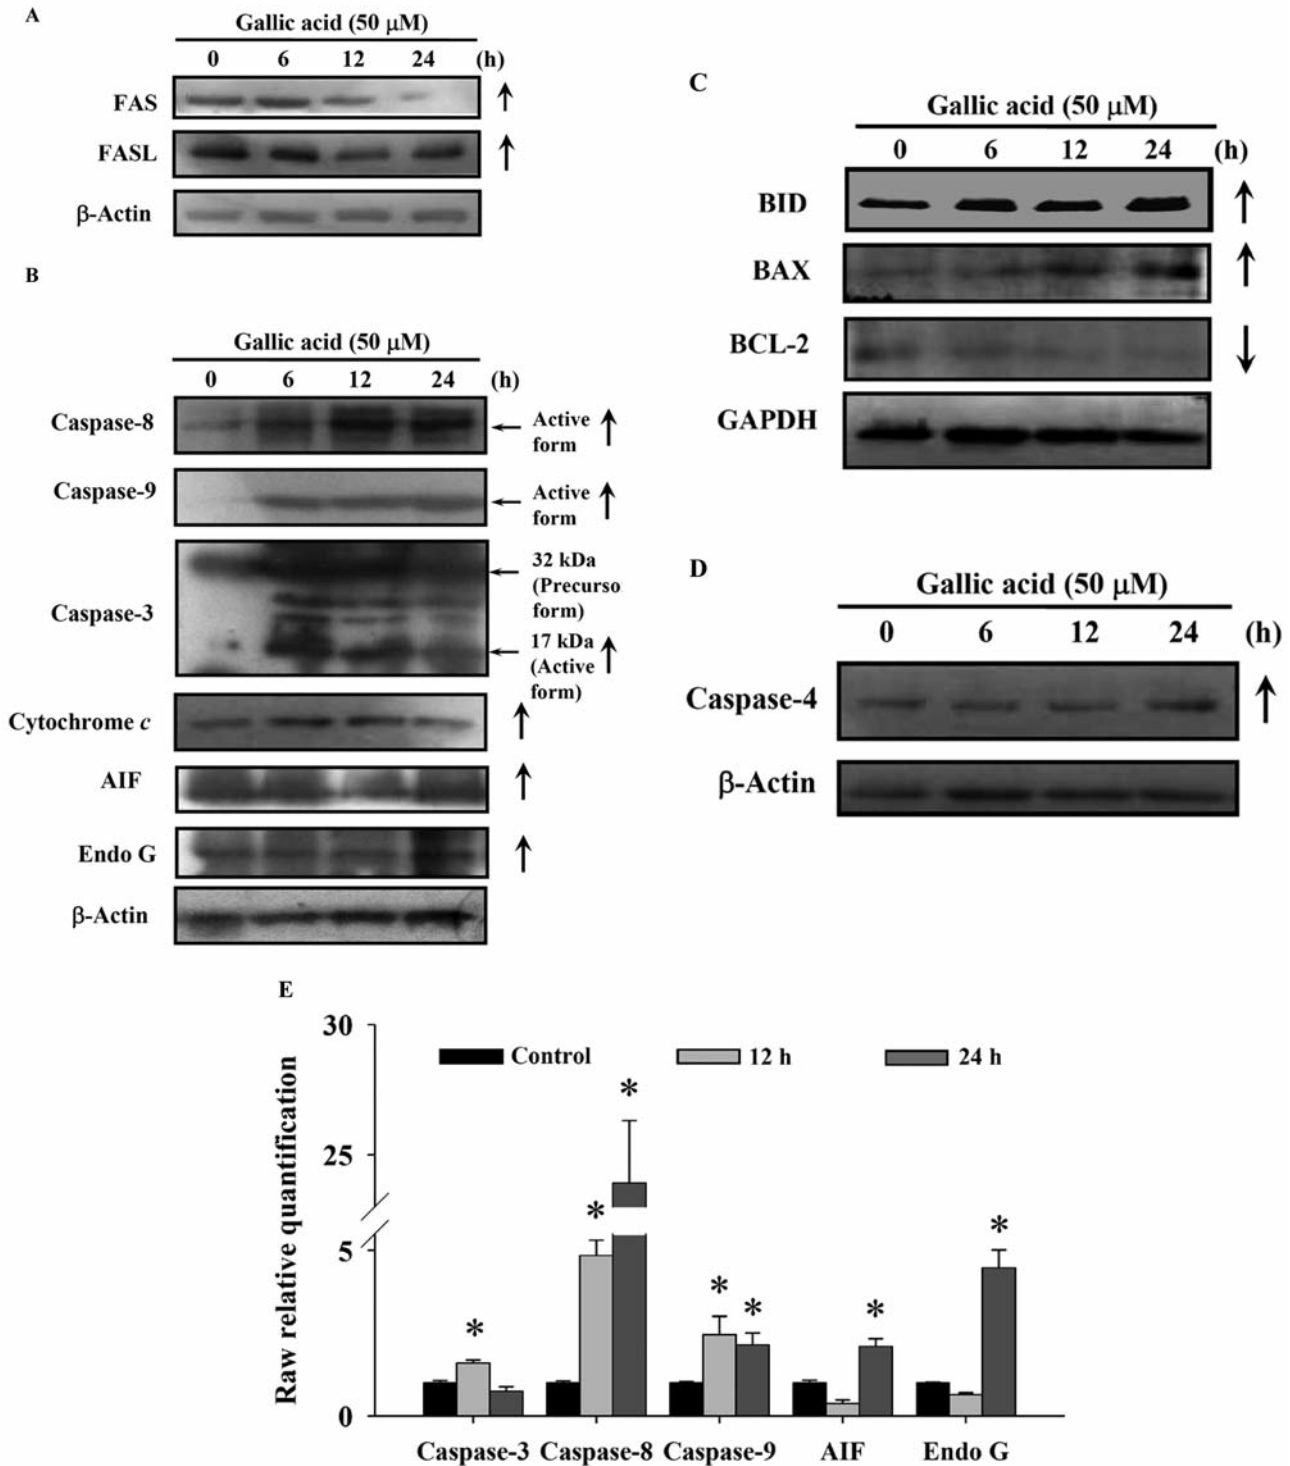 A
Gallic acid (50 μM)
0 6 12 24 (h)
FAS ↑
FASL ↑
β-Actin
B
Gallic acid (50 μM)
0 6 12 24 (h)
Caspase-8 ← Active ↑
form
Caspase-9 ← Active ↑
form
Caspase-3
← 32 kDa
(Precurso
form)
← 17 kDa ↑
(Active
form)
Cytochrome c ↑
AIF ↑
Endo G ↑
β-Actin
C
Gallic acid (50 μM)
0 6 12 24 (h)
BID ↑
BAX ↑
BCL-2 ↓
GAPDH
D
Gallic acid (50 μM)
0 6 12 24 (h)
Caspase-4 ↑
β-Actin
E
Raw relative quantification
30
25
5
0
Control 12 h 24 h
* * * * * * *
Caspase-3 Caspase-8 Caspase-9 AIF Endo G